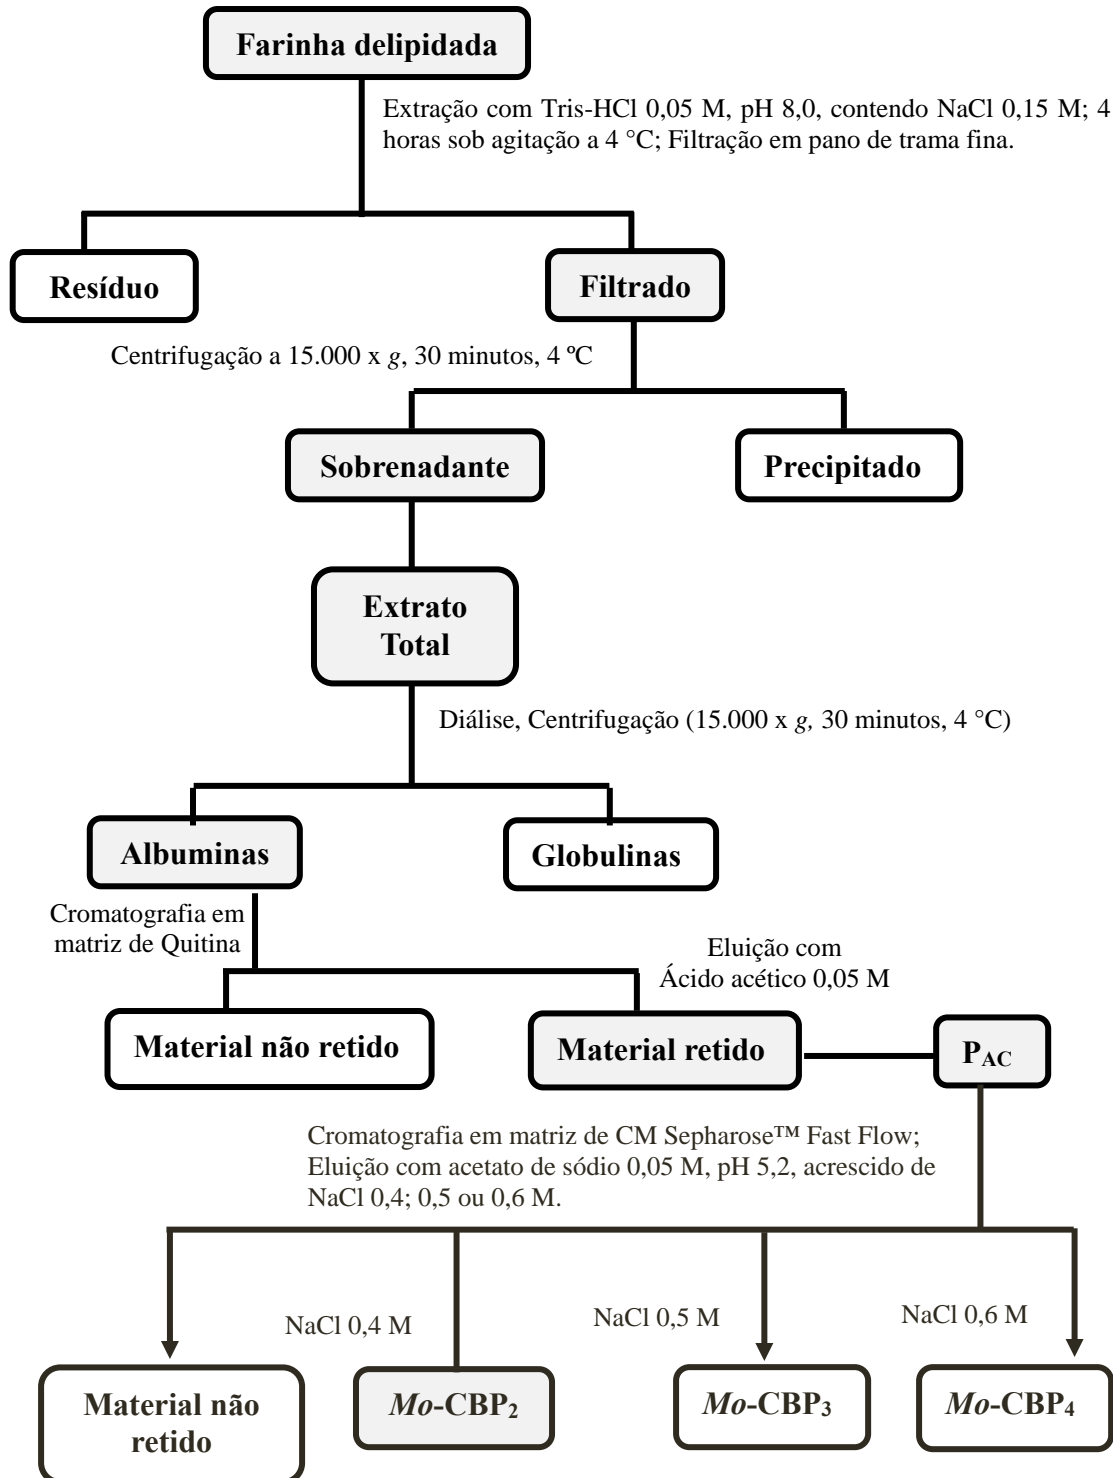 Farinha delipidada
Extração com Tris-HCl 0,05 M, pH 8,0, contendo NaCl 0,15 M; 4
horas sob agitação a 4 °C; Filtração em pano de trama fina.
Resíduo
Filtrado
Centrifugação a 15.000 x g, 30 minutos, 4 ºC
Sobrenadante
Precipitado
Extrato
Total
Diálise, Centrifugação (15.000 x g, 30 minutos, 4 °C)
Albuminas
Globulinas
Cromatografia em
matriz de Quitina
Eluição com
Ácido acético 0,05 M
Material não retido
Material retido
PAC
Cromatografia em matriz de CM Sepharose™ Fast Flow;
Eluição com acetato de sódio 0,05 M, pH 5,2, acrescido de
NaCl 0,4; 0,5 ou 0,6 M.
NaCl 0,4 M
NaCl 0,5 M
NaCl 0,6 M
Material não
retido
Mo-CBP2
Mo-CBP3
Mo-CBP4